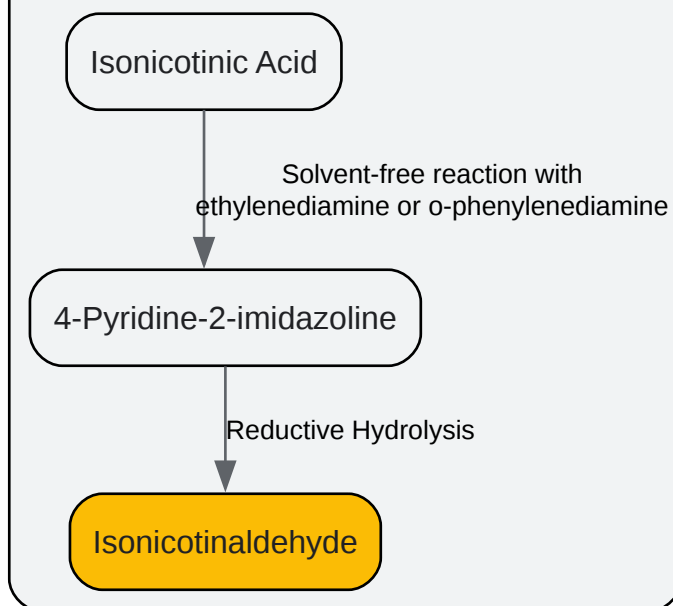 Isonicotinic Acid
Solvent-free reaction with
ethylenediamine or o-phenylenediamine
4-Pyridine-2-imidazoline
Reductive Hydrolysis
Isonicotinaldehyde